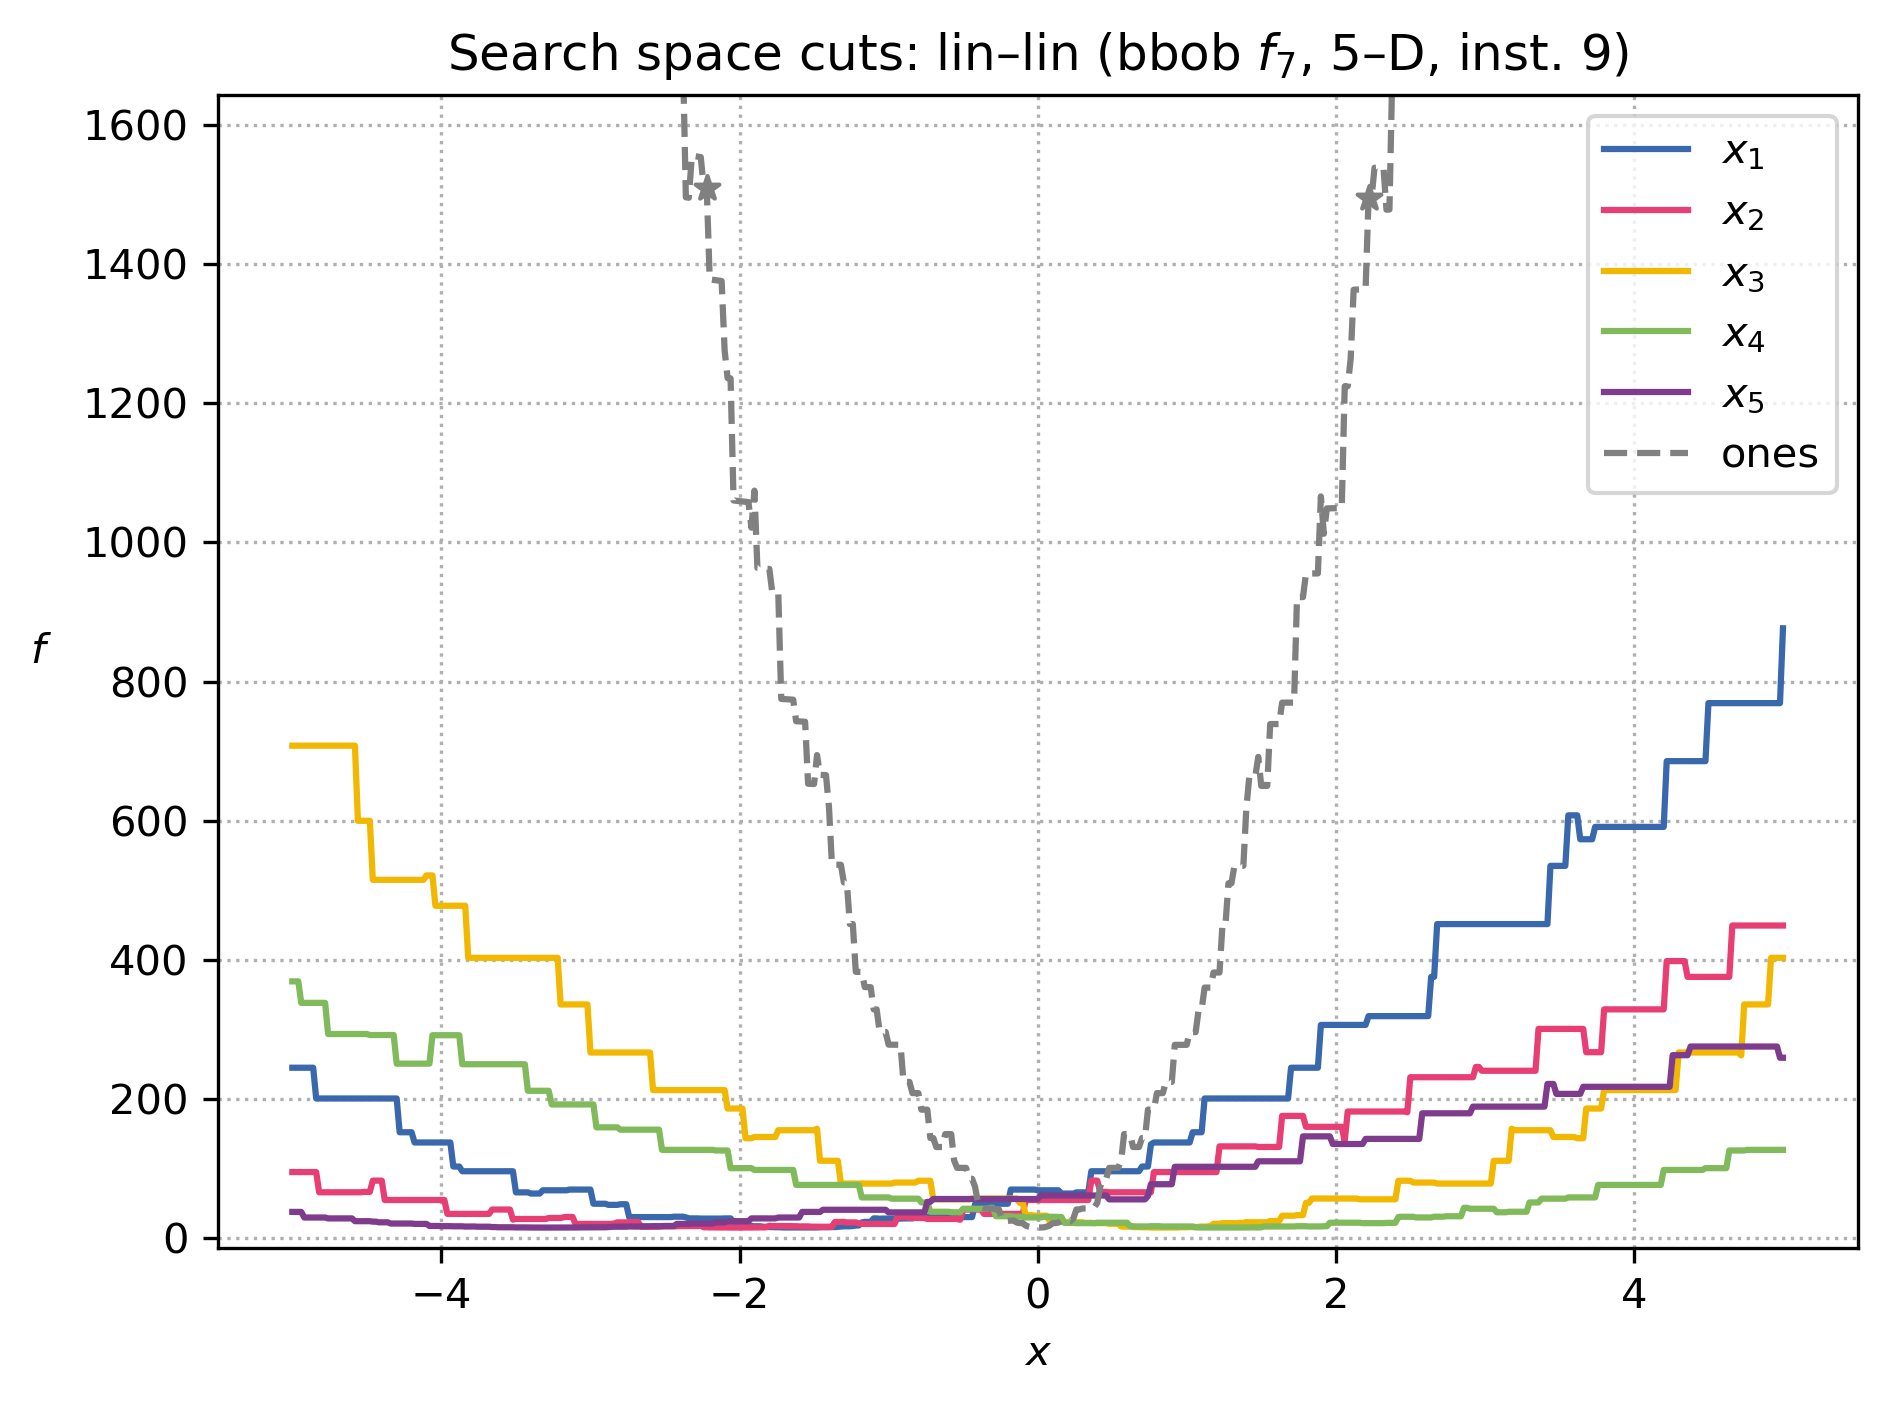 Search space cuts: lin–lin (bbob f₇, 5–D, inst. 9)
1600
1400
1200
1000
800
600
400
200
0
f
−4
−2
0
2
4
x
x₁
x₂
x₃
x₄
x₅
ones